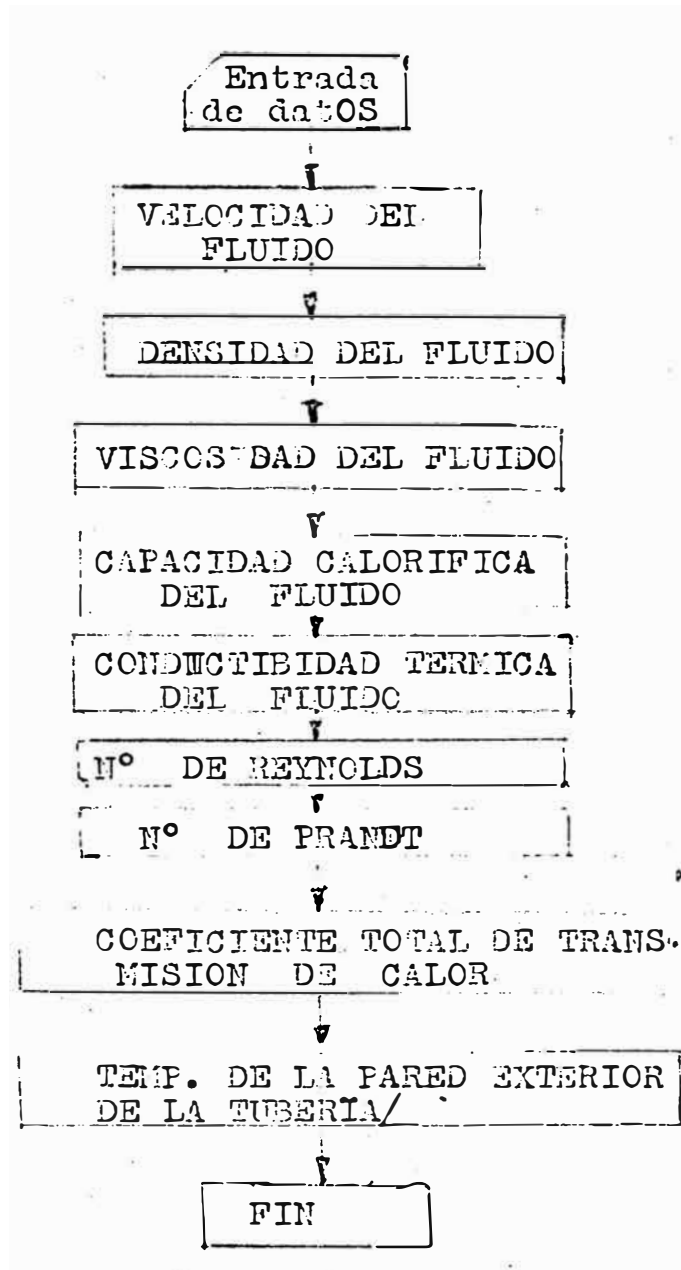 Entrada
de datOS
VELOCIDAD DEL
FLUIDO
DENSIDAD DEL FLUIDO
VISCOSIDAD DEL FLUIDO
CAPACIDAD CALORIFICA
DEL FLUIDO
CONDUCTIBIDAD TERMICA
DEL FLUIDO
Nº DE REYNOLDS
Nº DE PRANDT
COEFICIENTE TOTAL DE TRANS-
MISION DE CALOR
TEMP. DE LA PARED EXTERIOR
DE LA TUBERIA/
FIN